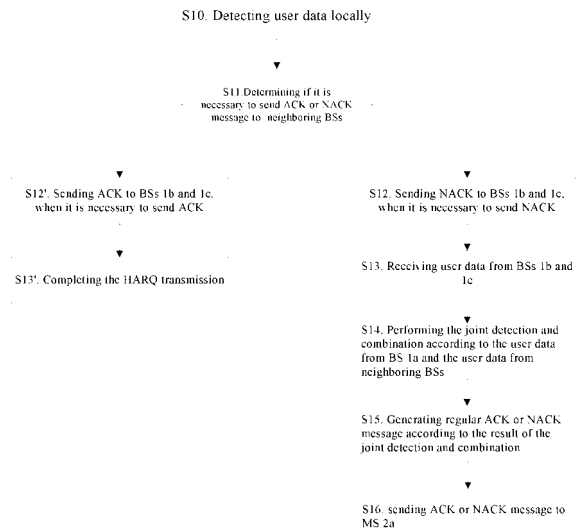 S10. Detecting user data locally
S11.Determining if it is
necessary to send ACK or NACK
message to neighboring BSs
S12'. Sending ACK to BSs 1b and 1c,
when it is necessary to send ACK
S12. Sending NACK to BSs 1b and 1c,
when it is necessary to send NACK
S13'. Completing the HARQ transmission
S13. Receiving user data from BSs 1b and
1c
S14. Performing the joint detection and
combination according to the user data
from BS 1a and the user data from
neighboring BSs
S15. Generating regular ACK or NACK
message according to the result of the
joint detection and combination
S16. sending ACK or NACK message to
MS 2a